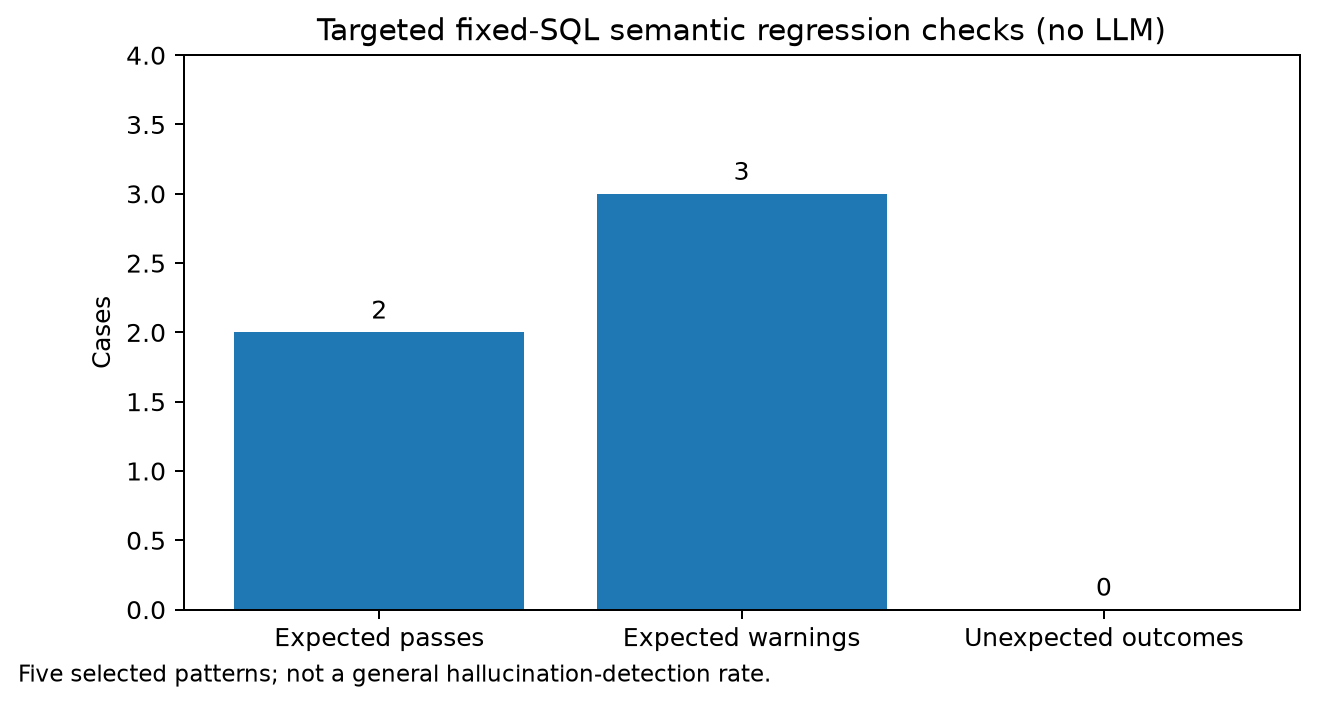 Targeted fixed-SQL semantic regression checks (no LLM)
4.0
3.5
3.0
2.5
2.0
1.5
1.0
0.5
0.0
Cases
2
3
0
Expected passes
Expected warnings
Unexpected outcomes
Five selected patterns; not a general hallucination-detection rate.